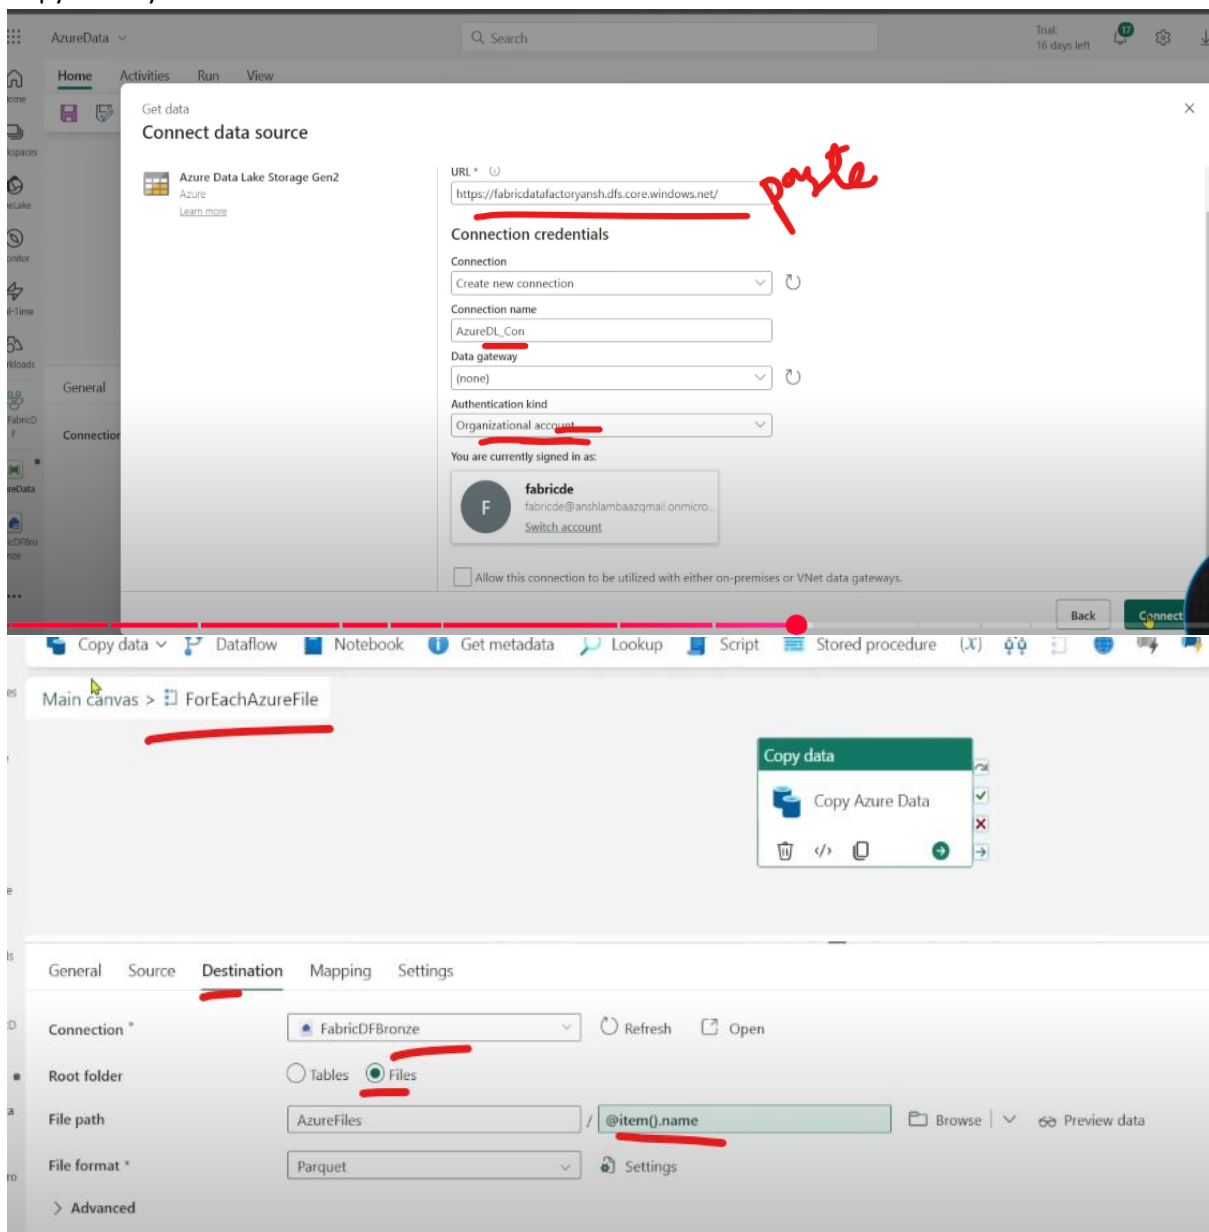 AzureData
Search
Trial:
16 days left
17
Home
Activities
Run
View
Get data
Connect data source
Azure Data Lake Storage Gen2
Azure
Learn more
URL *
https://fabricdatafactoryansh.dfs.core.windows.net/
paste
Connection credentials
Connection
Create new connection
Connection name
AzureDL_Con
Data gateway
(none)
General
Authentication kind
Organizational account
Connection
You are currently signed in as:
F
fabricde
fabricde@anshlambaazgmail.onmicro...
Switch account
Allow this connection to be utilized with either on-premises or VNet data gateways.
Back
Connect
Copy data
Dataflow
Notebook
Get metadata
Lookup
Script
Stored procedure
(x)
Main canvas > ForEachAzureFile
Copy data
Copy Azure Data
General
Source
Destination
Mapping
Settings
Connection *
FabricDFBronze
Refresh
Open
Root folder
Tables
Files
File path
AzureFiles
/
@item().name
Browse
Preview data
File format *
Parquet
Settings
Advanced